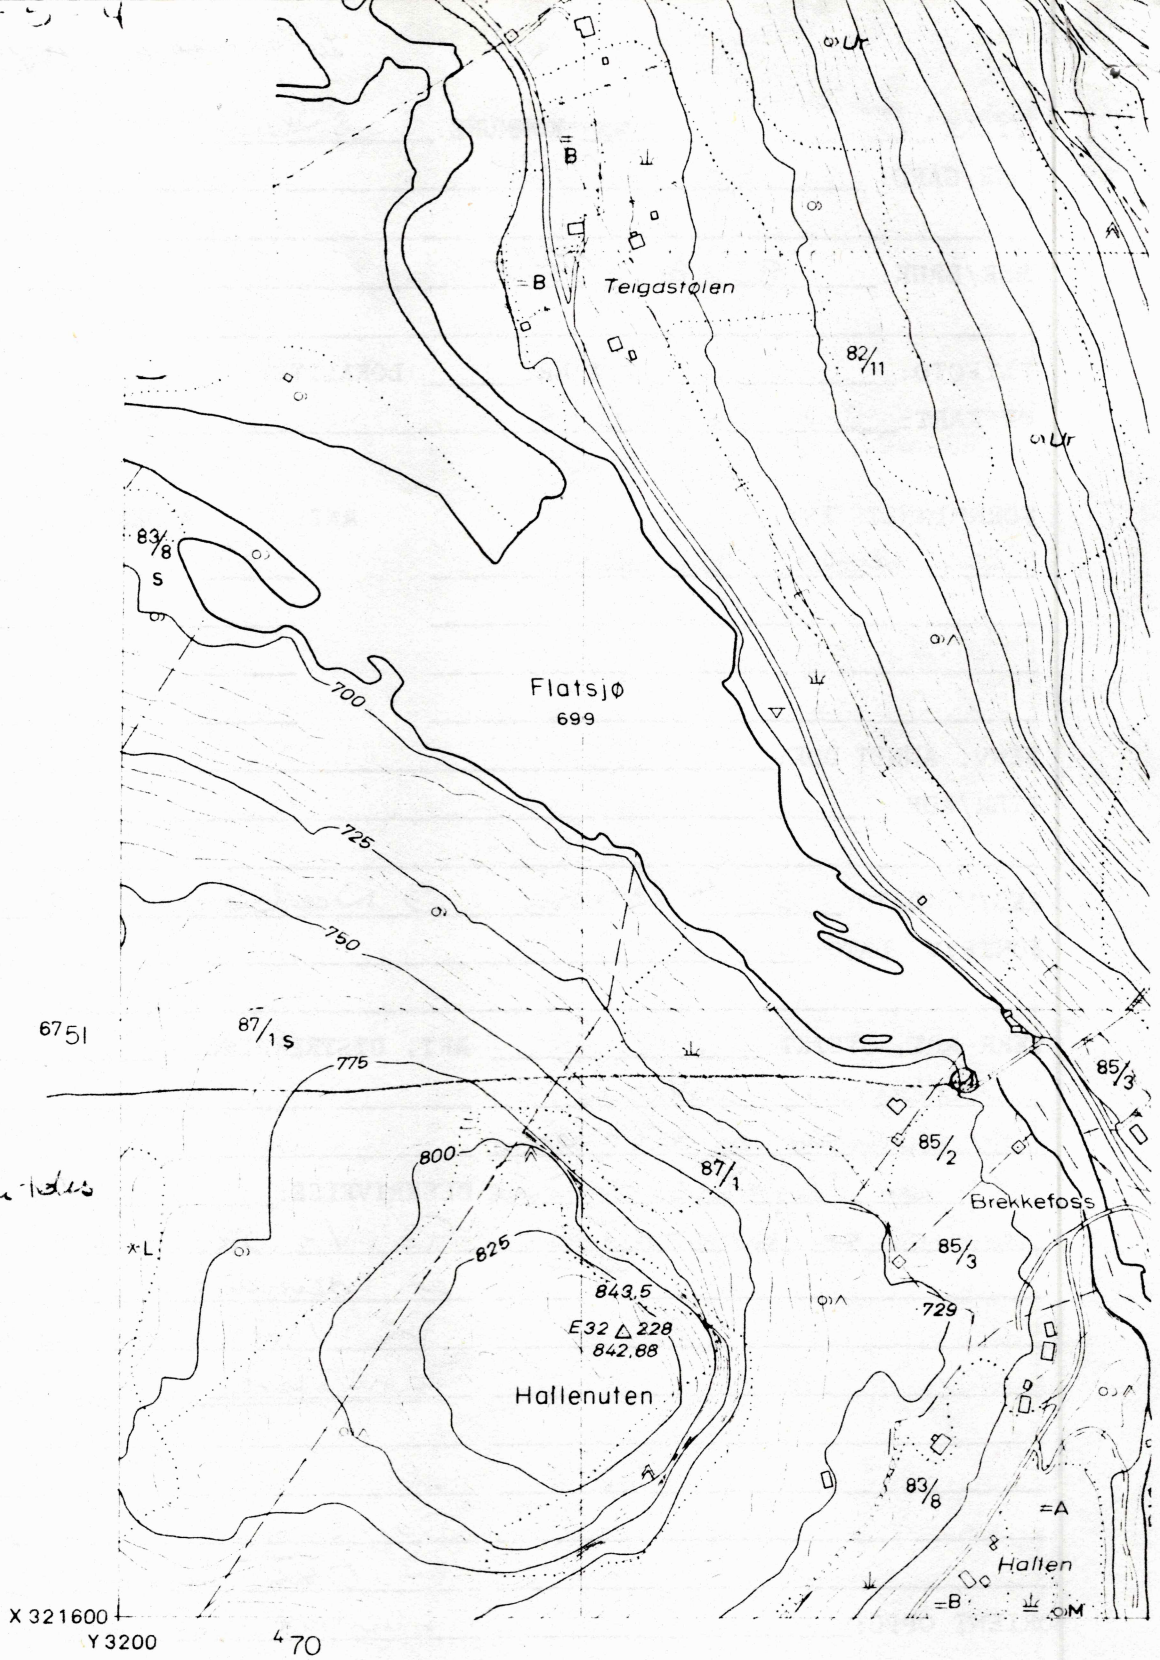 Ur
B
B
Teigastølen
82/11
Ur
83/8
s
700
Flatsjø
699
725
750
6751
87/1 s
775
85/3
800
85/2
87/1
Brekkefoss
L
825
85/3
843,5
729
E32 △ 228
842,88
Hallenuten
83/8
=A
Hallen
=B
M
X 321600
Y 3200
470